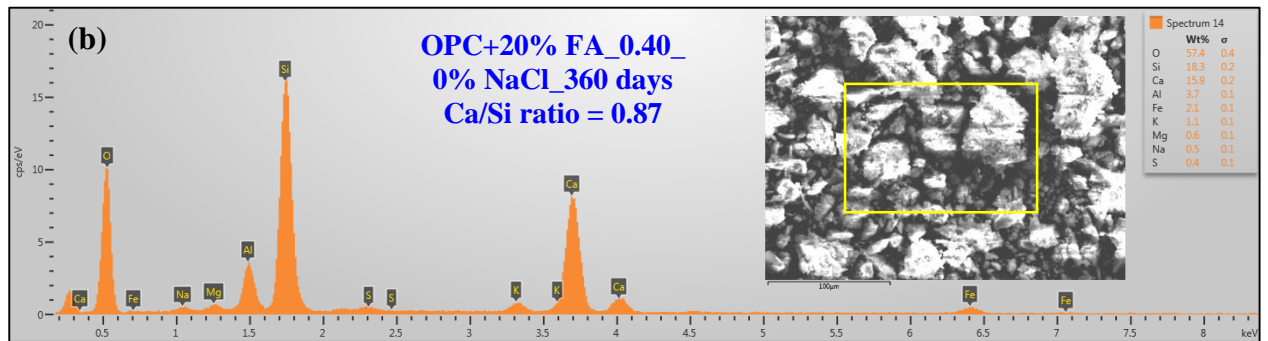 (b)
OPC+20% FA_0.40_
0% NaCl_360 days
Ca/Si ratio = 0.87
Spectrum 14
Wt% σ
O 57.4 0.4
Si 18.3 0.2
Ca 15.9 0.2
Al 3.7 0.1
Fe 2.1 0.1
K 1.1 0.1
Mg 0.6 0.1
Na 0.5 0.1
S 0.4 0.1
100µm
cps/eV
20
15
10
5
0
Ca
O
Fe
Na
Mg
Al
Si
S
S
K
K
Ca
Ca
Fe
Fe
0.5 1 1.5 2 2.5 3 3.5 4 4.5 5 5.5 6 6.5 7 7.5 8 keV